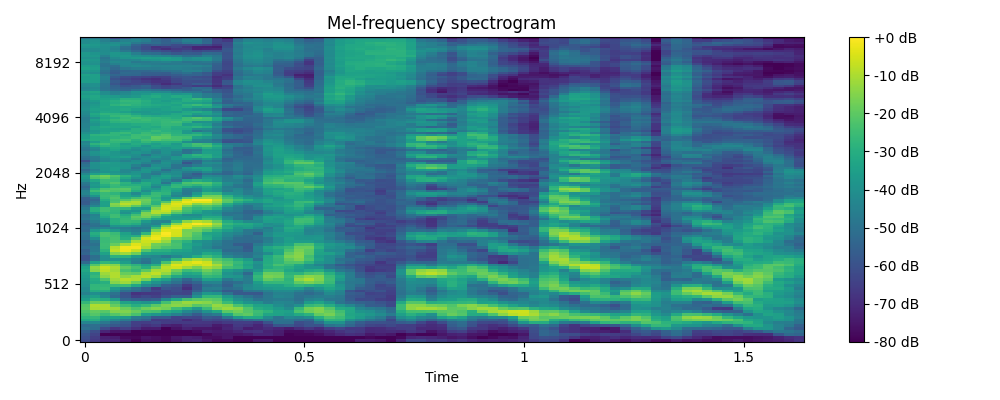 Mel-frequency spectrogram
8192
4096
2048
1024
512
0
Hz
0
0.5
1
1.5
Time
+0 dB
-10 dB
-20 dB
-30 dB
-40 dB
-50 dB
-60 dB
-70 dB
-80 dB